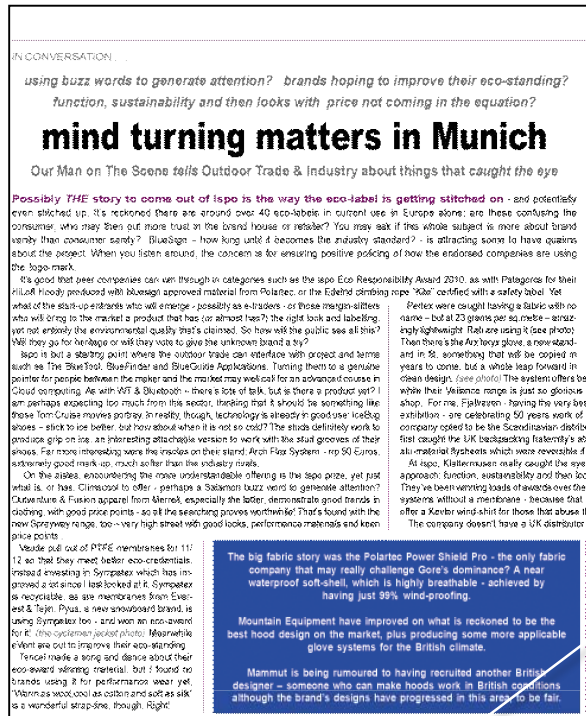 IN CONVERSATION . . .
using buzz words to generate attention? brands hoping to improve their eco-standing?
function, sustainability and then looks with price not coming in the equation?
mind turning matters in Munich
Our Man on The Scene tells Outdoor Trade & Industry about things that caught the eye
Possibly THE story to come out of Ispo is the way the eco-label is getting stitched on - and potentially
even stitched up. It's reckoned there are around over 40 eco-labels in current use in Europe alone; are these confusing the
consumer, who may then put more trust in the brand house or retailer? You may ask if this whole subject is more about brand
vanity than consumer sanity? BlueSign - how long until it becomes the industry standard? - is attracting some to have qualms
about the project. When you listen around, the concern is for ensuring positive policing of how the endorsed companies are using
the logo-mark.
It's good that peer companies can win through in categories such as the Ispo Eco Responsibility Award 2010, as with Patagonia for their
Hoody produced with bluesign approved material from Polartec, or the Edelrid climbing rope 'Kite' certified with a safety label. Yet
what of the start-up entrants who will emerge - possibly as e-traders - or those margin-sitters
who will bring to the market a product that has (or almost has?) the right look and labelling,
yet not entirely the environmental quality that's claimed. So how will the public see all this?
Will they go for heritage or will they vote to give the unknown brand a try?
Ispo is but a starting point where the outdoor trade can interface with project and terms
such as The BlueTool, BlueFinder and BlueGuide Applications. Turning them to a genuine
pointer for people between the maker and the market may well call for an advanced course in
Cloud computing. As with VAT & Bluetooth - there is lots of talk, but is there a product yet? I
am perhaps expecting too much from this sector, thinking that it should be something like
those Tom Cruise movies portray. In reality, though, technology is already in good use: IceBug
shoes - stick to ice better, but how about when it is not so cold? The studs definitely work to
produce grip on ice, an interesting attachable version to work with the stud grooves of their
shoes. Far more interesting were the insoles on their stand: Arch Flex System - rrp 50 Euros,
extremely good mark-up, much softer than the industry rivals.
On the aisles, encountering the more understandable offering is the Ispo prize, yet just
what is, or has, Climacool to offer - perhaps a Salomon buzz word to generate attention?
Outventure & Fusion apparel from Merrell, especially the latter, demonstrate good trends in
clothing, with good price points - so all the searching proves worthwhile! That's found with the
new Sprayway range, too - very high street with good looks, performance materials and keen
price points.
Vaude pull out of PTFE membranes for 11/
12 so that they meet better eco-credentials,
instead investing in Sympatex which has im-
proved a lot since I last looked at it. Sympatex
is recyclable, as are membranes from Ever-
est & Teijin. Pyua, a new snowboard brand, is
using Sympatex too - and won an eco-award
for it! (the cycleman jacket photo) Meanwhile
eVent are out to improve their eco-standing.
Tencel made a song and dance about their
eco-award winning material, but I found no
brands using it for performance wear yet.
'Warm as wool, cool as cotton and soft as silk'
is a wonderful strap-line, though. Right!
Pertex were caught having a fabric with no
name - but at 23 grams per sq.metre - amaz-
ingly lightweight. Rab are using it (see photo)
Then there's the Arc'teryx glove, a new stand-
ard in fit, something that will be copied in
years to come, but a whole leap forward in
clean design. (see photo) The system offers be
while their Veilance range is just so glorious
shop. For me, Fjallraven - having the very bes
exhibition - are celebrating 50 years work of
company opted to be the Scandinavian distribu
first caught the UK backpacking fraternity's at
alu-material flysheets which were reversible if
At Ispo, Klattermusen really caught the eye
approach: function, sustainability and then loo
They've been winning loads of awards over the
systems without a membrane - because that
offer a Kevlar wind-shirt for those that abuse t
The company doesn't have a UK distributor
The big fabric story was the Polartec Power Shield Pro - the only fabric
company that may really challenge Gore's dominance? A near
waterproof soft-shell, which is highly breathable - achieved by
having just 99% wind-proofing.
Mountain Equipment have improved on what is reckoned to be the
best hood design on the market, plus producing some more applicable
glove systems for the British climate.
Mammut is being rumoured to having recruited another British
designer – someone who can make hoods work in British conditions
although the brand's designs have progressed in this area, to be fair.